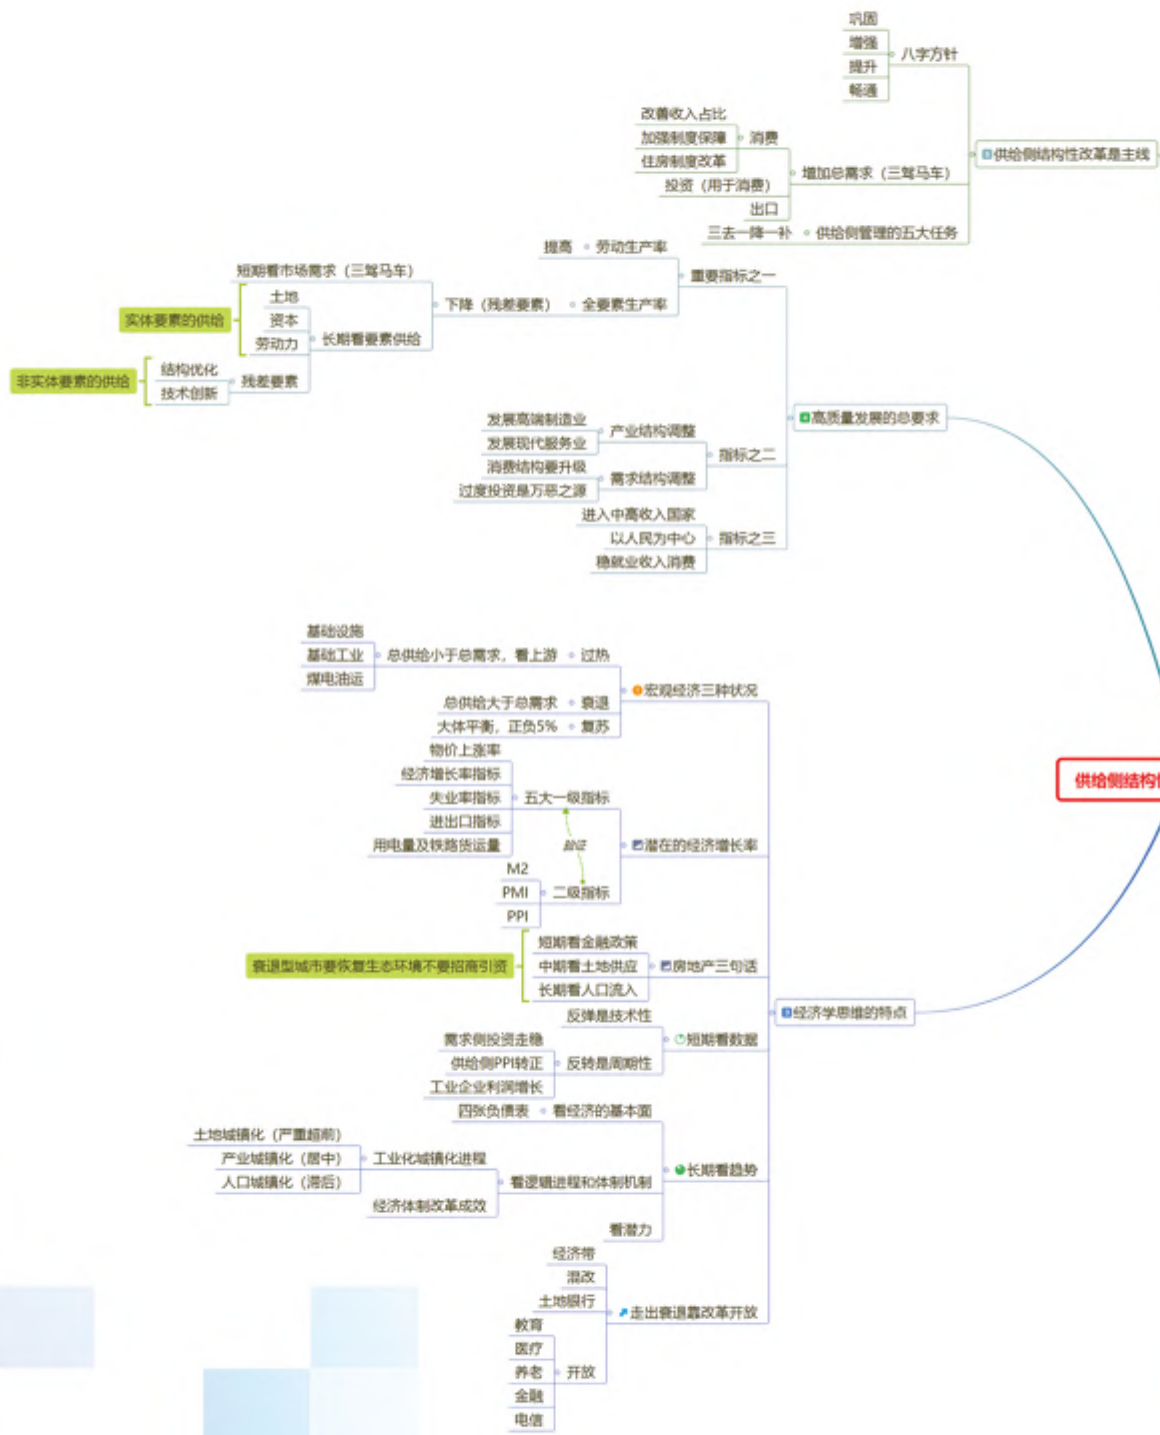 巩固
增强
提升
畅通
八字方针
改善收入占比
加强制度保障
住房制度改革
消费
投资（用于消费）
出口
增加总需求（三驾马车）
三去一降一补
供给侧管理的五大任务
供给侧结构性改革是主线
提高
劳动生产率
短期看市场需求（三驾马车）
土地
资本
劳动力
实体要素的供给
长期看要素供给
结构优化
技术创新
非实体要素的供给
残差要素
下降（残差要素）
全要素生产率
重要指标之一
发展高端制造业
发展现代服务业
产业结构调整
消费结构要升级
过度投资是万恶之源
需求结构调整
指标之二
进入中高收入国家
以人民为中心
稳就业收入消费
指标之三
高质量发展的总要求
基础设施
基础工业
煤电油运
总供给小于总需求，看上游
过热
总供给大于总需求
衰退
大体平衡，正负5%
复苏
宏观经济三种状况
物价上涨率
经济增长率指标
失业率指标
进出口指标
用电量及铁路货运量
五大一级指标
验证
M2
PMI
PPI
二级指标
潜在的经济增长率
短期看金融政策
中期看土地供应
长期看人口流入
衰退型城市要恢复生态环境不要招商引资
房地产三句话
反弹是技术性
需求侧投资走稳
供给侧PPI转正
工业企业利润增长
反转是周期性
短期看数据
四张负债表
看经济的基本面
土地城镇化（严重超前）
产业城镇化（居中）
人口城镇化（滞后）
工业化城镇化进程
经济体制改革成效
看逻辑进程和体制机制
看潜力
长期看趋势
经济带
混改
土地银行
教育
医疗
养老
金融
电信
开放
走出衰退靠改革开放
经济学思维的特点
供给侧结构